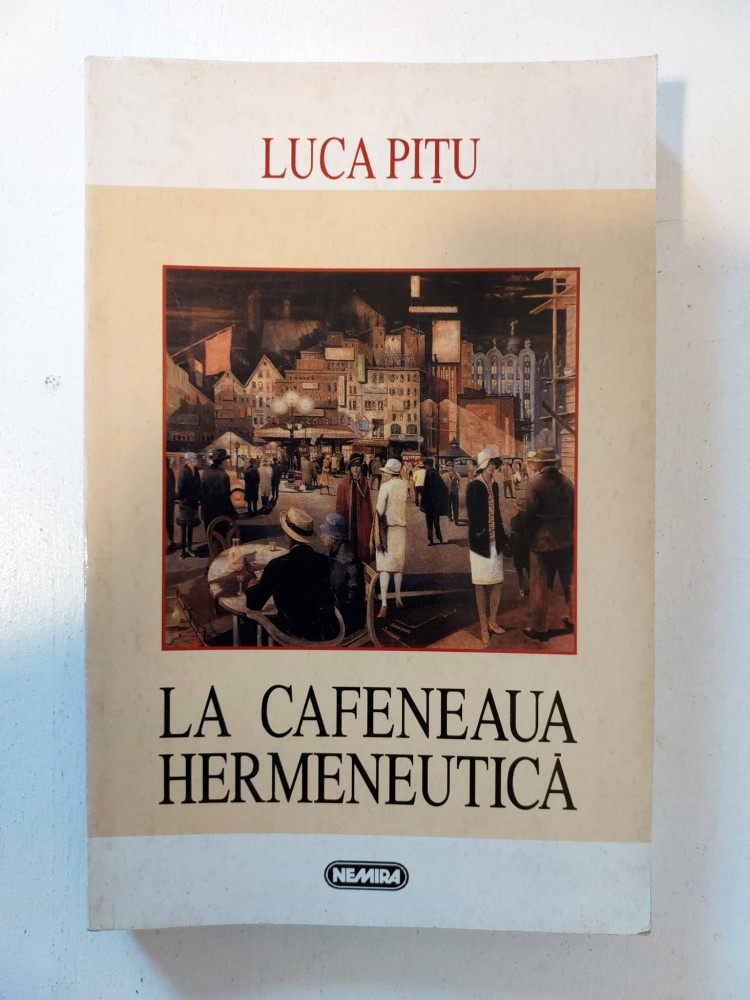 LUCA PIȚU
LA CAFENEAUA
HERMENEUTICĂ
NEMIRA